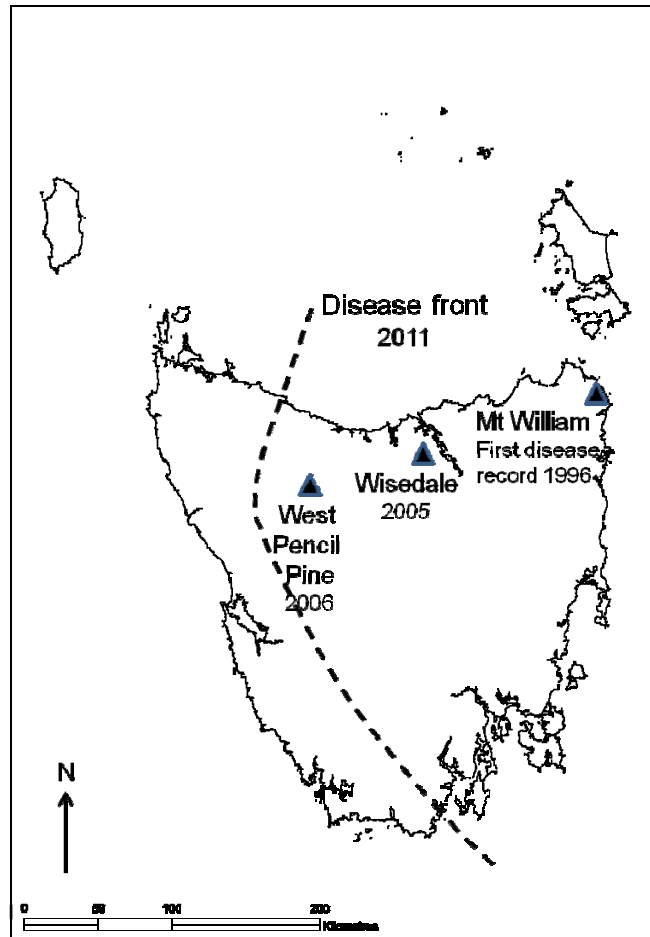 Disease front
2011
Mt William
First disease
record 1996
Wisedale
2005
West
Pencil
Pine
2006
N
0 50 100 200
Kilometres